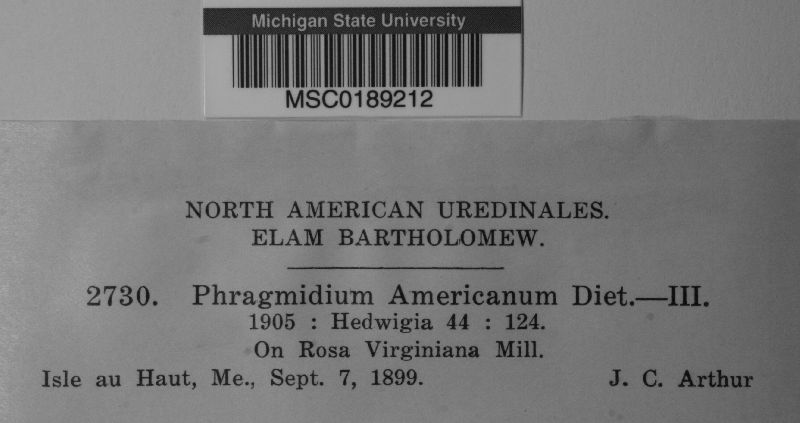 Michigan State University
MSC0189212
NORTH AMERICAN UREDINALES.
ELAM BARTHOLOMEW.
2730. Phragmidium Americanum Diet.—III.
1905 : Hedwigia 44 : 124.
On Rosa Virginiana Mill.
Isle au Haut, Me., Sept. 7, 1899. J. C. Arthur